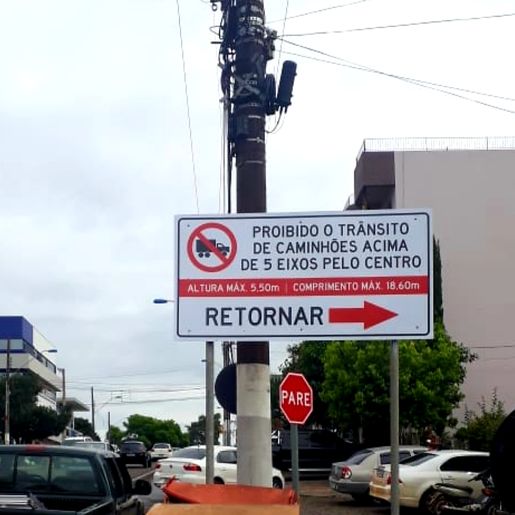 PROIBIDO O TRÂNSITO
DE CAMINHÕES ACIMA
DE 5 EIXOS PELO CENTRO
ALTURA MÁX. 5,50m | COMPRIMENTO MÁX. 18,60m
RETORNAR
PARE